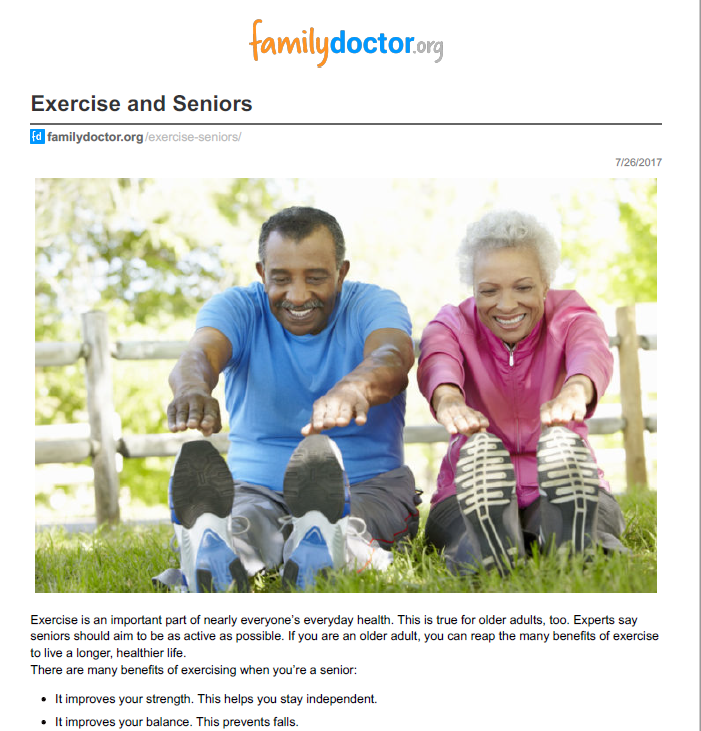 familydoctor.org
Exercise and Seniors
fd familydoctor.org/exercise-seniors/
7/26/2017
Exercise is an important part of nearly everyone's everyday health. This is true for older adults, too. Experts say
seniors should aim to be as active as possible. If you are an older adult, you can reap the many benefits of exercise
to live a longer, healthier life.
There are many benefits of exercising when you're a senior:
• It improves your strength. This helps you stay independent.
• It improves your balance. This prevents falls.